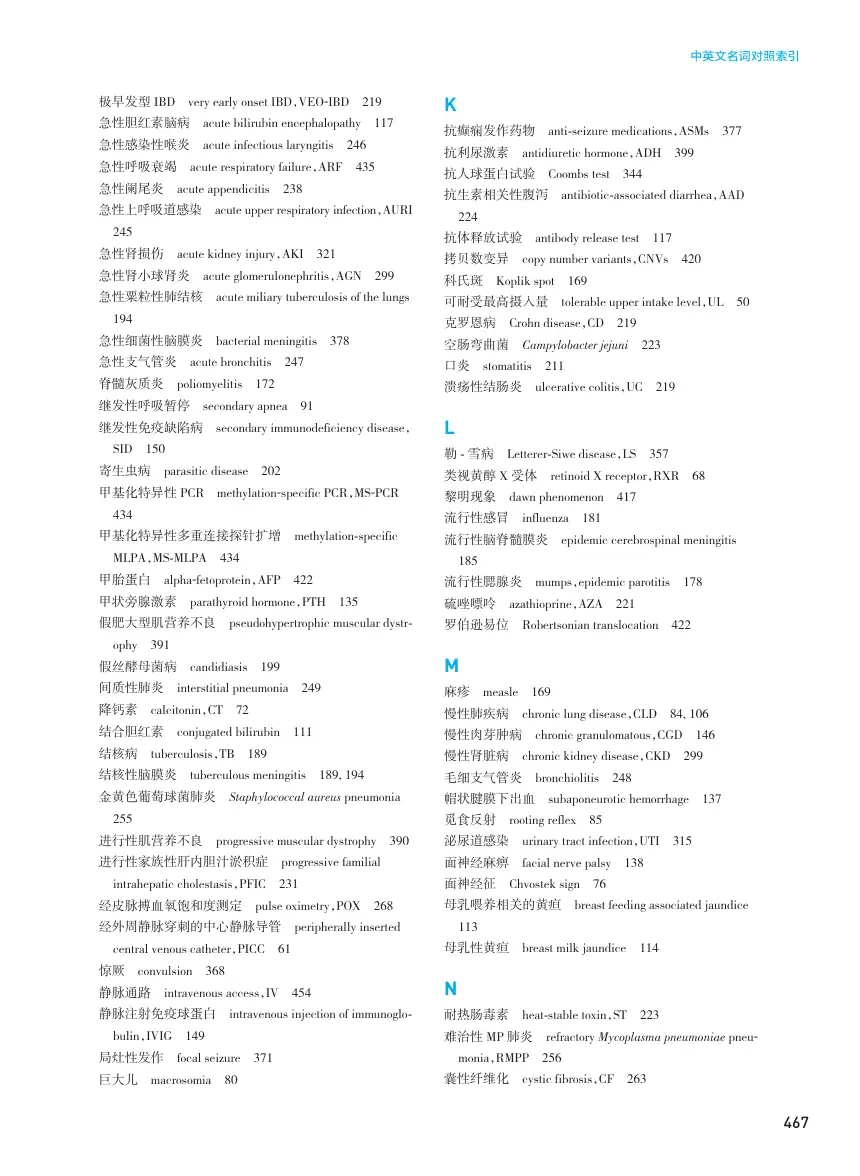 中英文名词对照索引
极早发型 IBD very early onset IBD,VEO-IBD 219
急性胆红素脑病 acute bilirubin encephalopathy 117
急性感染性喉炎 acute infectious laryngitis 246
急性呼吸衰竭 acute respiratory failure,ARF 435
急性阑尾炎 acute appendicitis 238
急性上呼吸道感染 acute upper respiratory infection,AURI
245
急性肾损伤 acute kidney injury,AKI 321
急性肾小球肾炎 acute glomerulonephritis,AGN 299
急性粟粒性肺结核 acute miliary tuberculosis of the lungs
194
急性细菌性脑膜炎 bacterial meningitis 378
急性支气管炎 acute bronchitis 247
脊髓灰质炎 poliomyelitis 172
继发性呼吸暂停 secondary apnea 91
继发性免疫缺陷病 secondary immunodeficiency disease,
SID 150
寄生虫病 parasitic disease 202
甲基化特异性 PCR methylation-specific PCR,MS-PCR
434
甲基化特异性多重连接探针扩增 methylation-specific
MLPA,MS-MLPA 434
甲胎蛋白 alpha-fetoprotein,AFP 422
甲状旁腺激素 parathyroid hormone,PTH 135
假肥大型肌营养不良 pseudohypertrophic muscular dystr-
ophy 391
假丝酵母菌病 candidiasis 199
间质性肺炎 interstitial pneumonia 249
降钙素 calcitonin,CT 72
结合胆红素 conjugated bilirubin 111
结核病 tuberculosis,TB 189
结核性脑膜炎 tuberculous meningitis 189, 194
金黄色葡萄球菌肺炎 Staphylococcal aureus pneumonia
255
进行性肌营养不良 progressive muscular dystrophy 390
进行性家族性肝内胆汁淤积症 progressive familial
intrahepatic cholestasis,PFIC 231
经皮脉搏血氧饱和度测定 pulse oximetry,POX 268
经外周静脉穿刺的中心静脉导管 peripherally inserted
central venous catheter,PICC 61
惊厥 convulsion 368
静脉通路 intravenous access,IV 454
静脉注射免疫球蛋白 intravenous injection of immunoglo-
bulin,IVIG 149
局灶性发作 focal seizure 371
巨大儿 macrosomia 80
K
抗癫痫发作药物 anti-seizure medications,ASMs 377
抗利尿激素 antidiuretic hormone,ADH 399
抗人球蛋白试验 Coombs test 344
抗生素相关性腹泻 antibiotic-associated diarrhea,AAD
224
抗体释放试验 antibody release test 117
拷贝数变异 copy number variants,CNVs 420
科氏斑 Koplik spot 169
可耐受最高摄入量 tolerable upper intake level,UL 50
克罗恩病 Crohn disease,CD 219
空肠弯曲菌 Campylobacter jejuni 223
口炎 stomatitis 211
溃疡性结肠炎 ulcerative colitis,UC 219
L
勒 - 雪病 Letterer-Siwe disease,LS 357
类视黄醇 X 受体 retinoid X receptor,RXR 68
黎明现象 dawn phenomenon 417
流行性感冒 influenza 181
流行性脑脊髓膜炎 epidemic cerebrospinal meningitis
185
流行性腮腺炎 mumps,epidemic parotitis 178
硫唑嘌呤 azathioprine,AZA 221
罗伯逊易位 Robertsonian translocation 422
M
麻疹 measle 169
慢性肺疾病 chronic lung disease,CLD 84, 106
慢性肉芽肿病 chronic granulomatous,CGD 146
慢性肾脏病 chronic kidney disease,CKD 299
毛细支气管炎 bronchiolitis 248
帽状腱膜下出血 subaponeurotic hemorrhage 137
觅食反射 rooting reflex 85
泌尿道感染 urinary tract infection,UTI 315
面神经麻痹 facial nerve palsy 138
面神经征 Chvostek sign 76
母乳喂养相关的黄疸 breast feeding associated jaundice
113
母乳性黄疸 breast milk jaundice 114
N
耐热肠毒素 heat-stable toxin,ST 223
难治性 MP 肺炎 refractory Mycoplasma pneumoniae pneu-
monia,RMPP 256
囊性纤维化 cystic fibrosis,CF 263
467